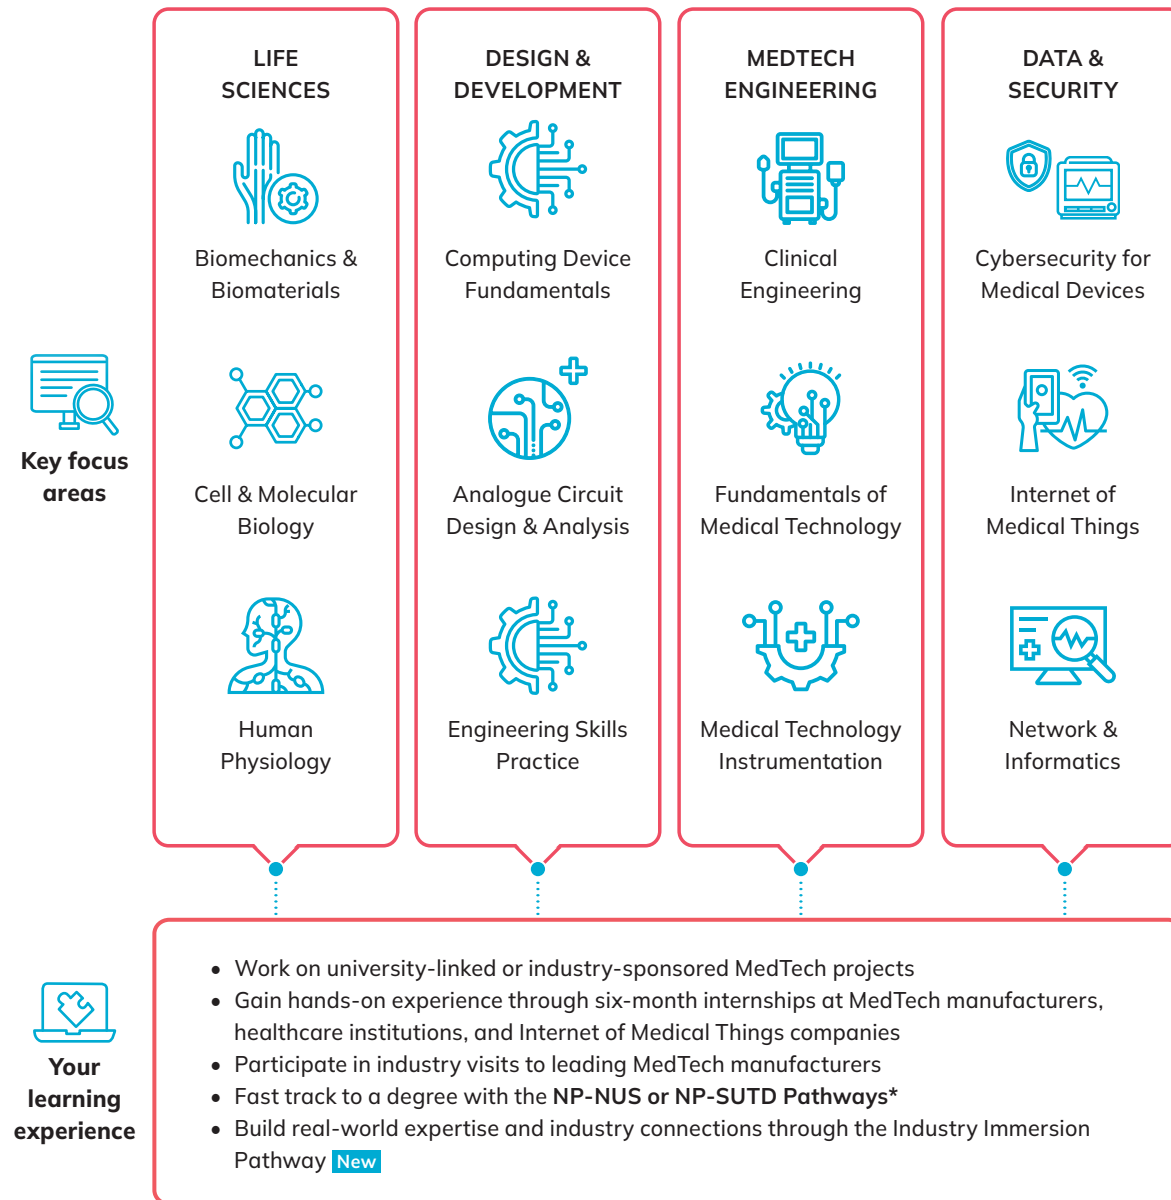 LIFE
SCIENCES
Biomechanics &
Biomaterials
Cell & Molecular
Biology
Human
Physiology
DESIGN &
DEVELOPMENT
Computing Device
Fundamentals
Analogue Circuit
Design & Analysis
Engineering Skills
Practice
MEDTECH
ENGINEERING
Clinical
Engineering
Fundamentals of
Medical Technology
Medical Technology
Instrumentation
DATA &
SECURITY
Cybersecurity for
Medical Devices
Internet of
Medical Things
Network &
Informatics
Key focus
areas
Your
learning
experience
• Work on university-linked or industry-sponsored MedTech projects
• Gain hands-on experience through six-month internships at MedTech manufacturers,
healthcare institutions, and Internet of Medical Things companies
• Participate in industry visits to leading MedTech manufacturers
• Fast track to a degree with the NP-NUS or NP-SUTD Pathways*
• Build real-world expertise and industry connections through the Industry Immersion
Pathway New